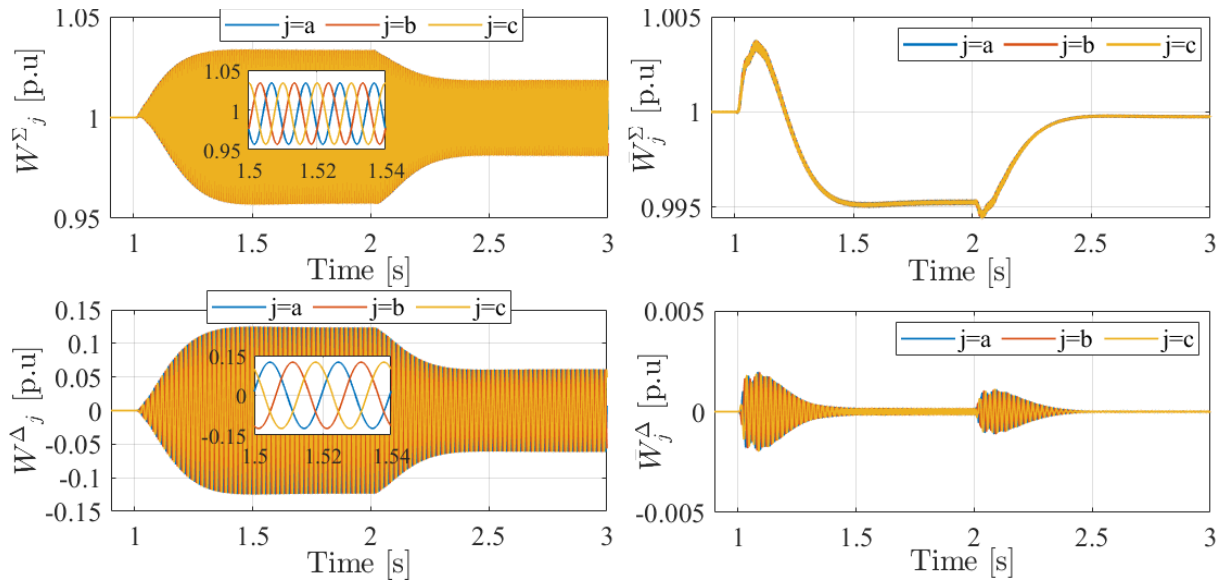 j=a j=b j=c
W^Σ_j [p.u]
1.05
1
0.95
1.05
1
0.95
1.5 1.52 1.54
1 1.5 2 2.5 3
Time [s]
j=a j=b j=c
W̄^Σ_j [p.u]
1.005
1
0.995
1 1.5 2 2.5 3
Time [s]
j=a j=b j=c
W^Δ_j [p.u]
0.15
0.1
0.05
0
-0.05
-0.1
-0.15
0.15
0
-0.15
1.5 1.52 1.54
1 1.5 2 2.5 3
Time [s]
j=a j=b j=c
W̄^Δ_j [p.u]
0.005
0
-0.005
1 1.5 2 2.5 3
Time [s]